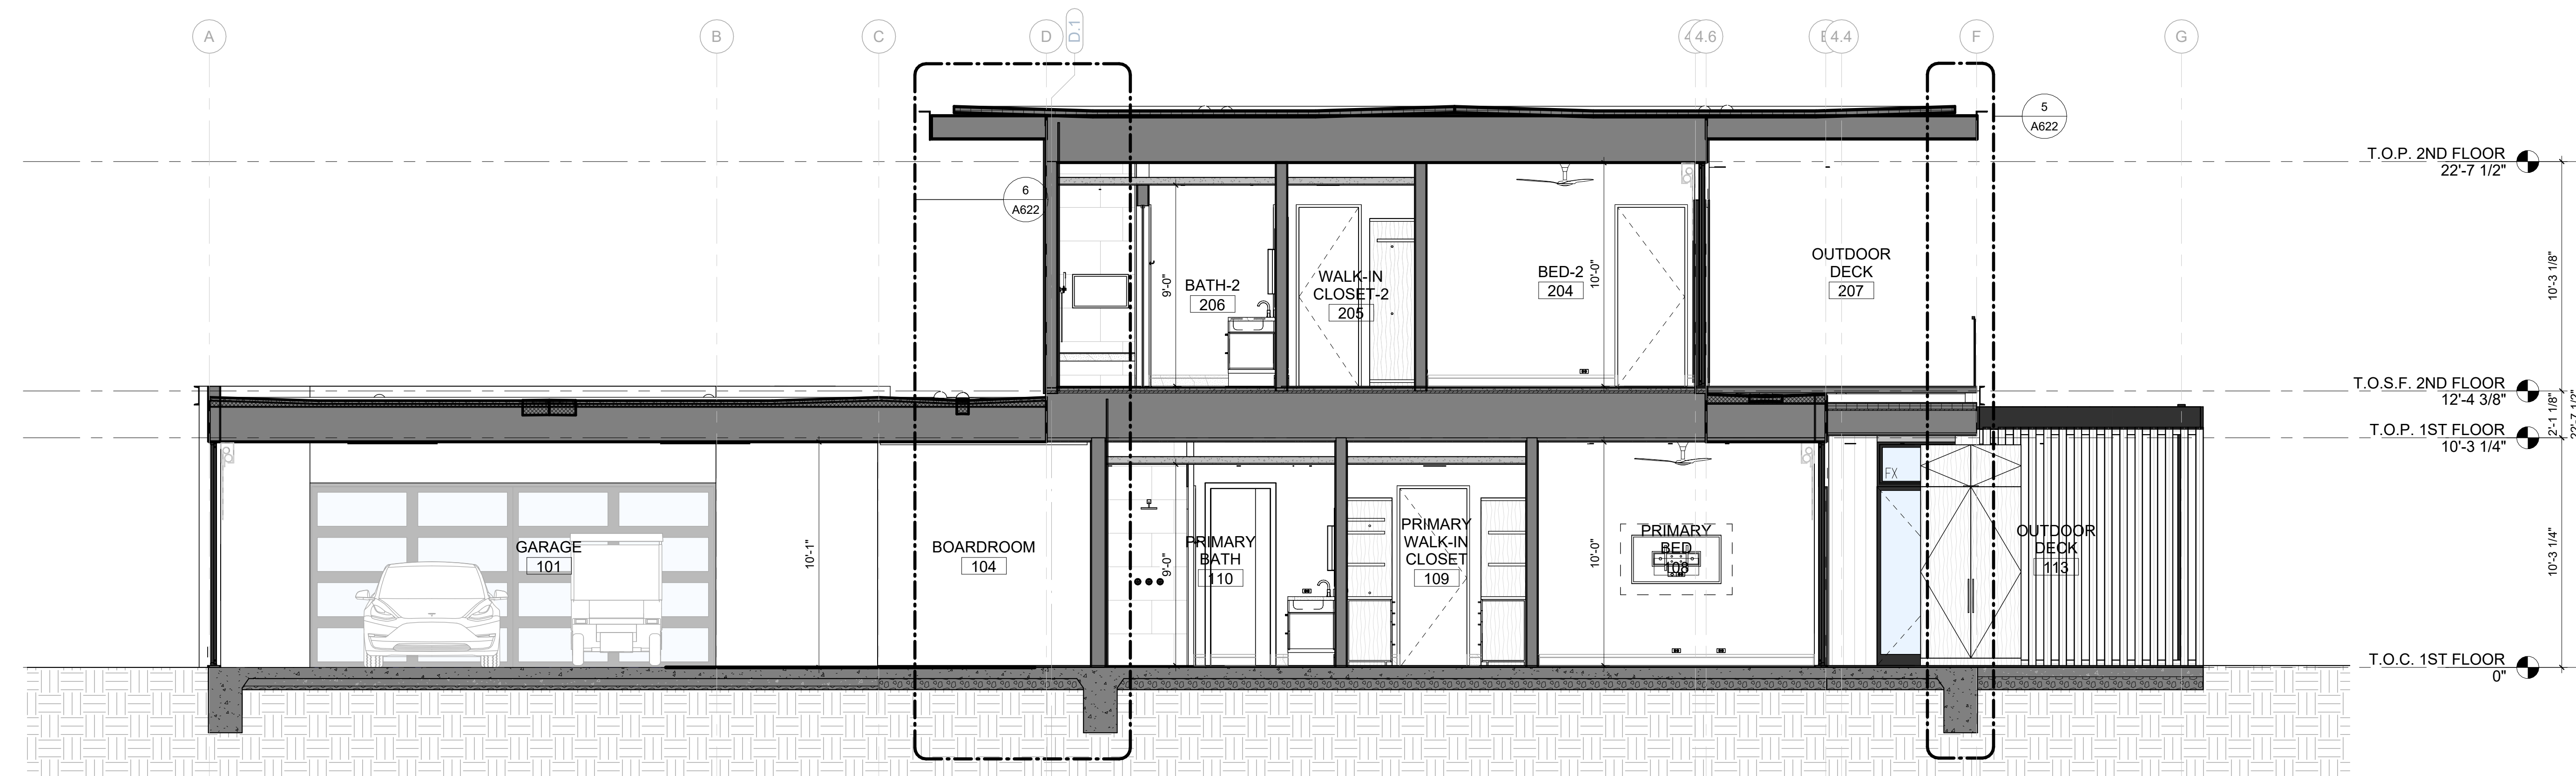 A
B
C
D
D.1
4.6
4.4
F
G
5
A622
6
A622
T.O.P. 2ND FLOOR
22'-7 1/2"
BATH-2
206
9'-0"
WALK-IN
CLOSET-2
205
BED-2
204
10'-0"
OUTDOOR
DECK
207
10'-3 1/8"
T.O.S.F. 2ND FLOOR
12'-4 3/8"
2'-1 1/8"
22'-7 1/2"
T.O.P. 1ST FLOOR
10'-3 1/4"
GARAGE
101
10'-1"
BOARDROOM
104
9'-0"
PRIMARY
BATH
110
PRIMARY
WALK-IN
CLOSET
109
10'-0"
PRIMARY
BED
108
FX
OUTDOOR
DECK
113
10'-3 1/4"
T.O.C. 1ST FLOOR
0"